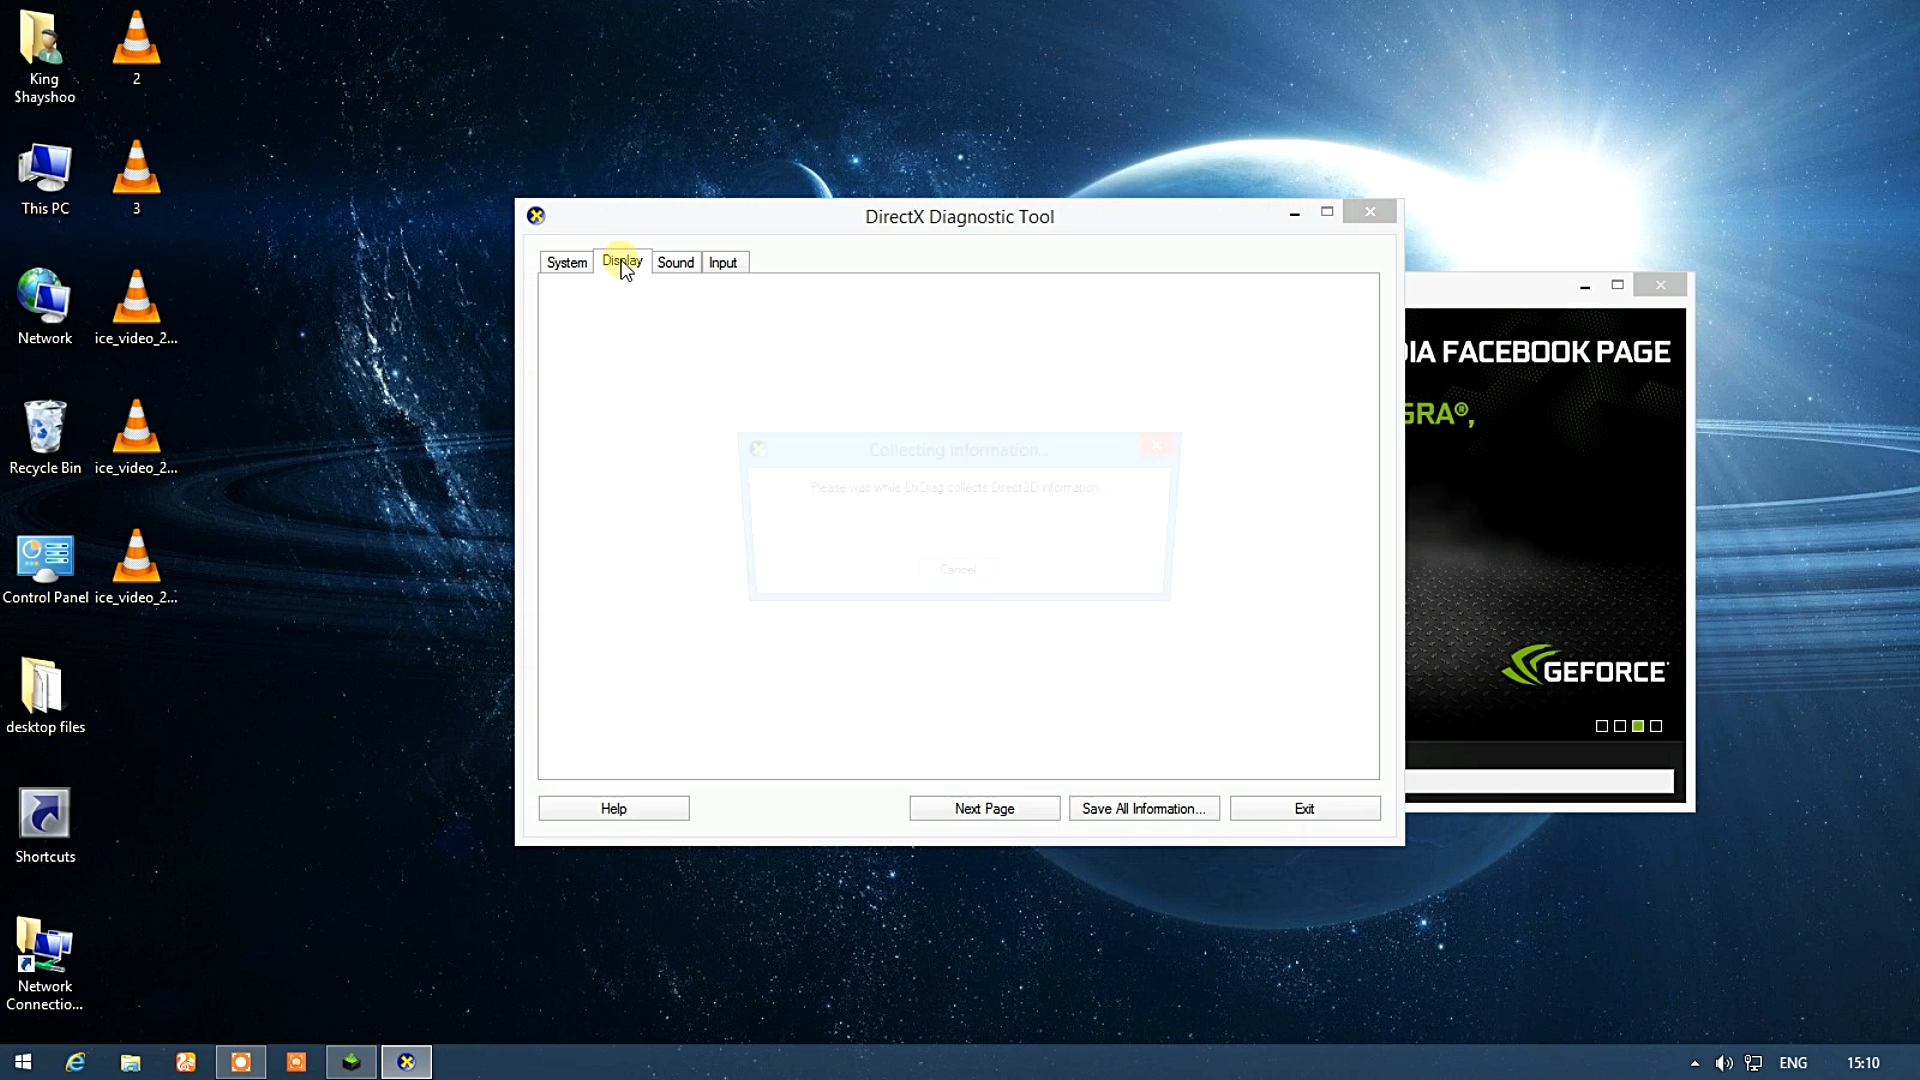 King
$hayshoo
2
This PC
3
Network
ice_video_2...
Recycle Bin
ice_video_2...
Control Panel
ice_video_2...
desktop files
Shortcuts
Network
Connectio...
DirectX Diagnostic Tool
System
Display
Sound
Input
Collecting information...
Please wait while DxDiag collects Direct3D information
Cancel
Help
Next Page
Save All Information...
Exit
IA FACEBOOK PAGE
GRA®,
GEFORCE
ENG
15:10